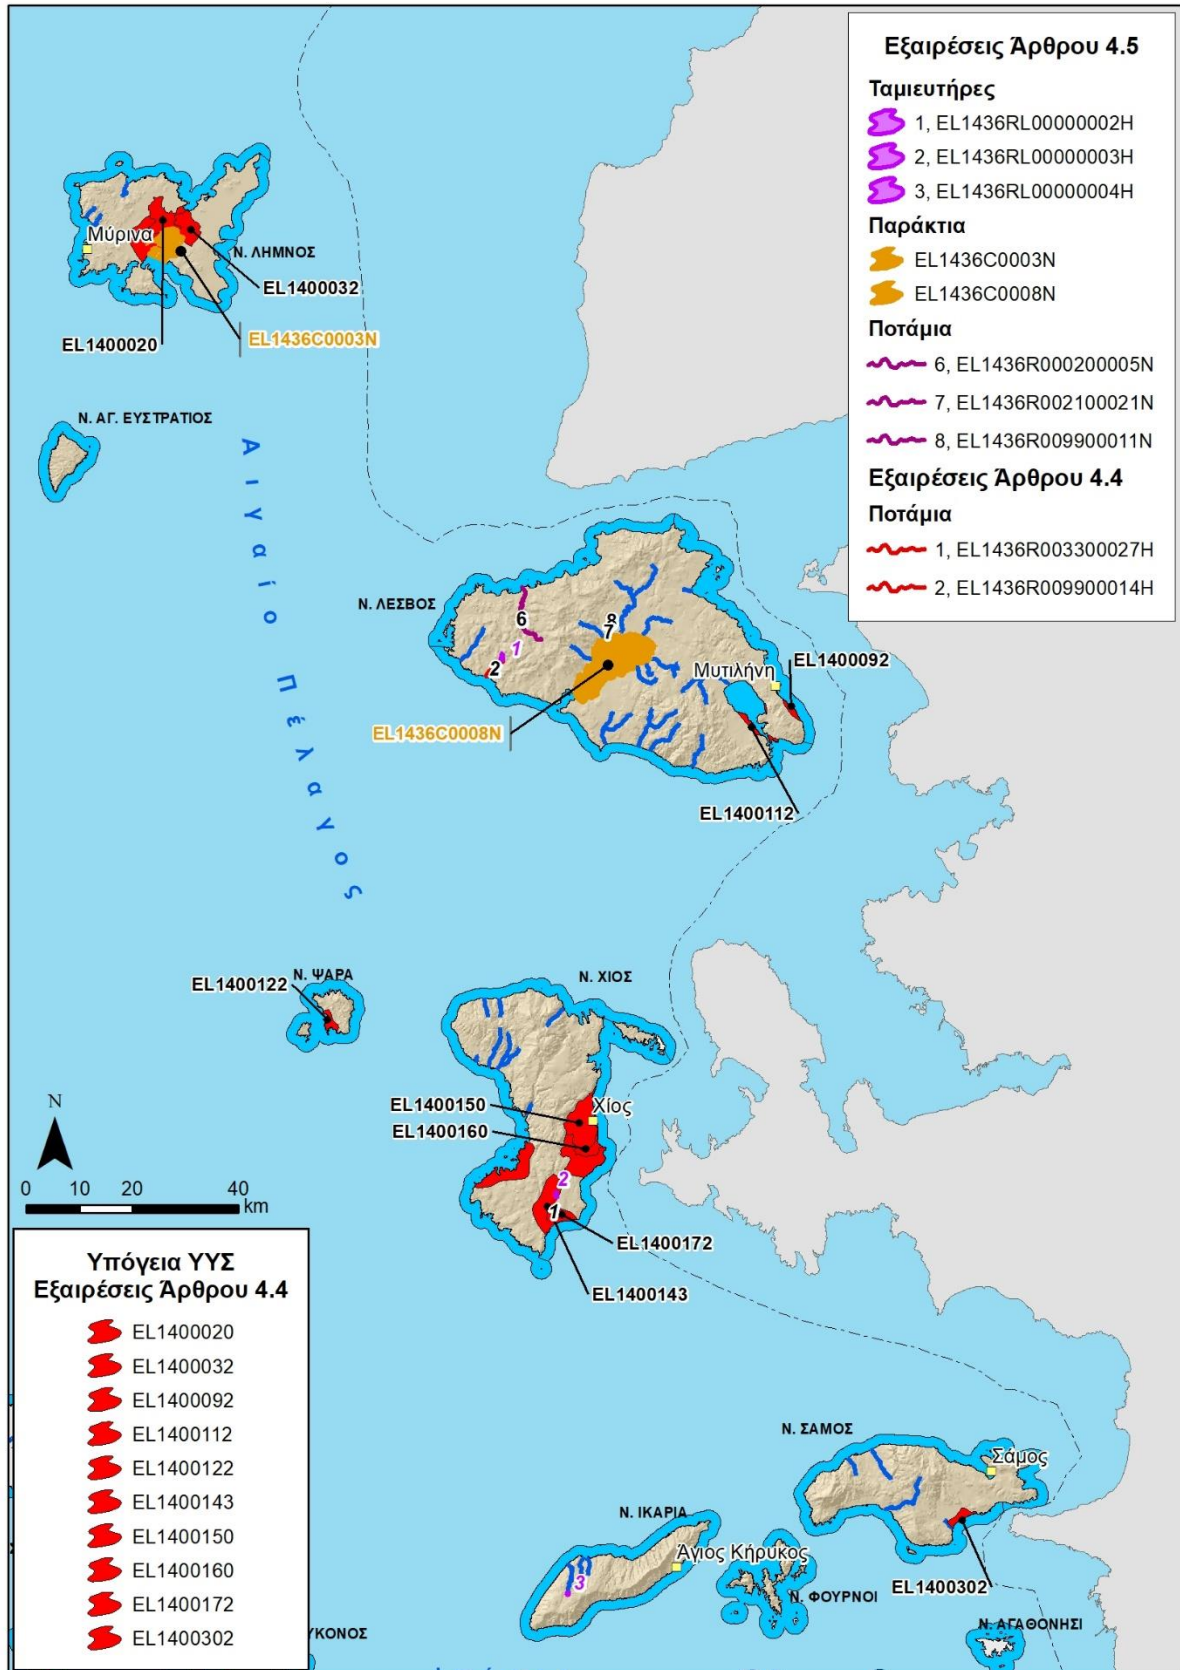 Εξαιρέσεις Άρθρου 4.5
Ταμιευτήρες
1, EL1436RL00000002H
2, EL1436RL00000003H
3, EL1436RL00000004H
Παράκτια
EL1436C0003N
EL1436C0008N
Ποτάμια
6, EL1436R000200005N
7, EL1436R002100021N
8, EL1436R009900011N
Εξαιρέσεις Άρθρου 4.4
Ποτάμια
1, EL1436R003300027H
2, EL1436R009900014H
Μύρινα
Ν. ΛΗΜΝΟΣ
EL1400032
EL1400020
EL1436C0003N
Ν. ΑΓ. ΕΥΣΤΡΑΤΙΟΣ
Αιγαίο Πέλαγος
Ν. ΛΕΣΒΟΣ
6
8
7
1
2
Μυτιλήνη
EL1400092
EL1436C0008N
EL1400112
EL1400122
Ν. ΨΑΡΑ
Ν. ΧΙΟΣ
EL1400150
Χίος
EL1400160
2
1
EL1400172
EL1400143
N
0 10 20 40
km
Υπόγεια ΥΥΣ
Εξαιρέσεις Άρθρου 4.4
EL1400020
EL1400032
EL1400092
EL1400112
EL1400122
EL1400143
EL1400150
EL1400160
EL1400172
EL1400302
Ν. ΣΑΜΟΣ
Σάμος
Ν. ΙΚΑΡΙΑ
Άγιος Κήρυκος
3
EL1400302
Ν. ΦΟΥΡΝΟΙ
Ν. ΑΓΑΘΟΝΗΣΙ
ΥΚΟΝΟΣ